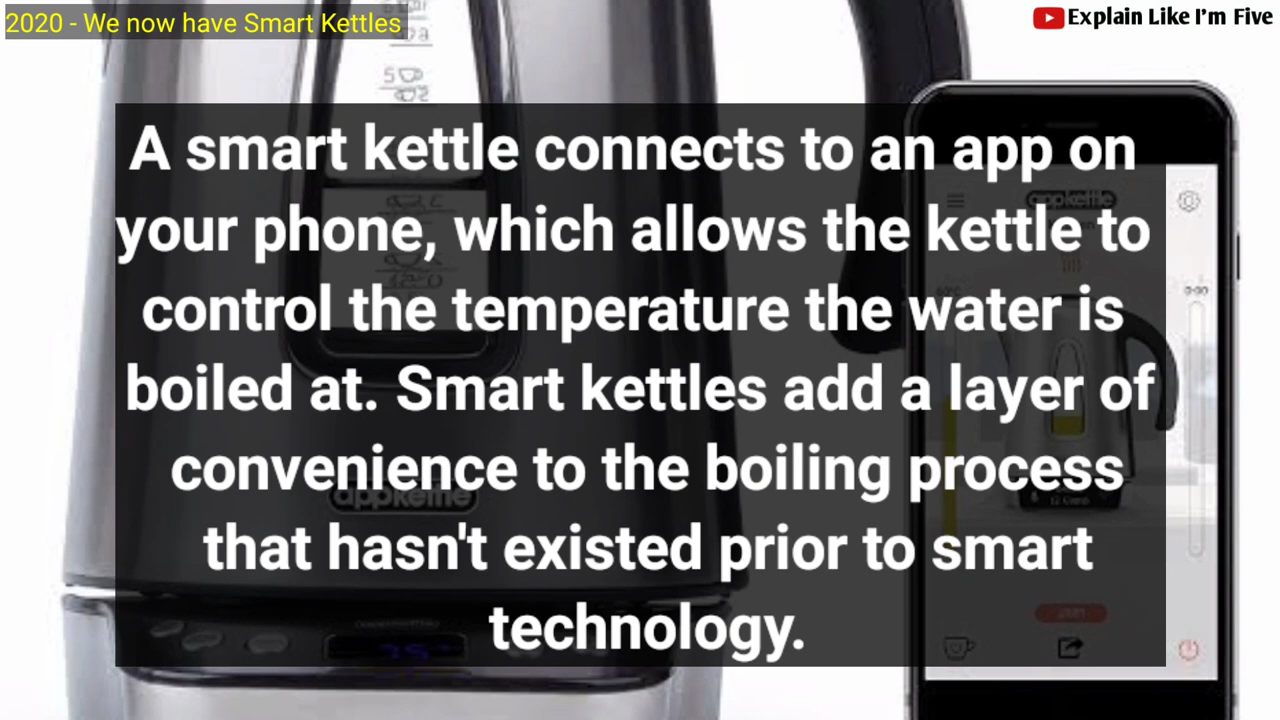 2020 - We now have Smart Kettles
Explain Like I'm Five
A smart kettle connects to an app on
your phone, which allows the kettle to
control the temperature the water is
boiled at. Smart kettles add a layer of
convenience to the boiling process
that hasn't existed prior to smart
technology.
appkettle
appkettle